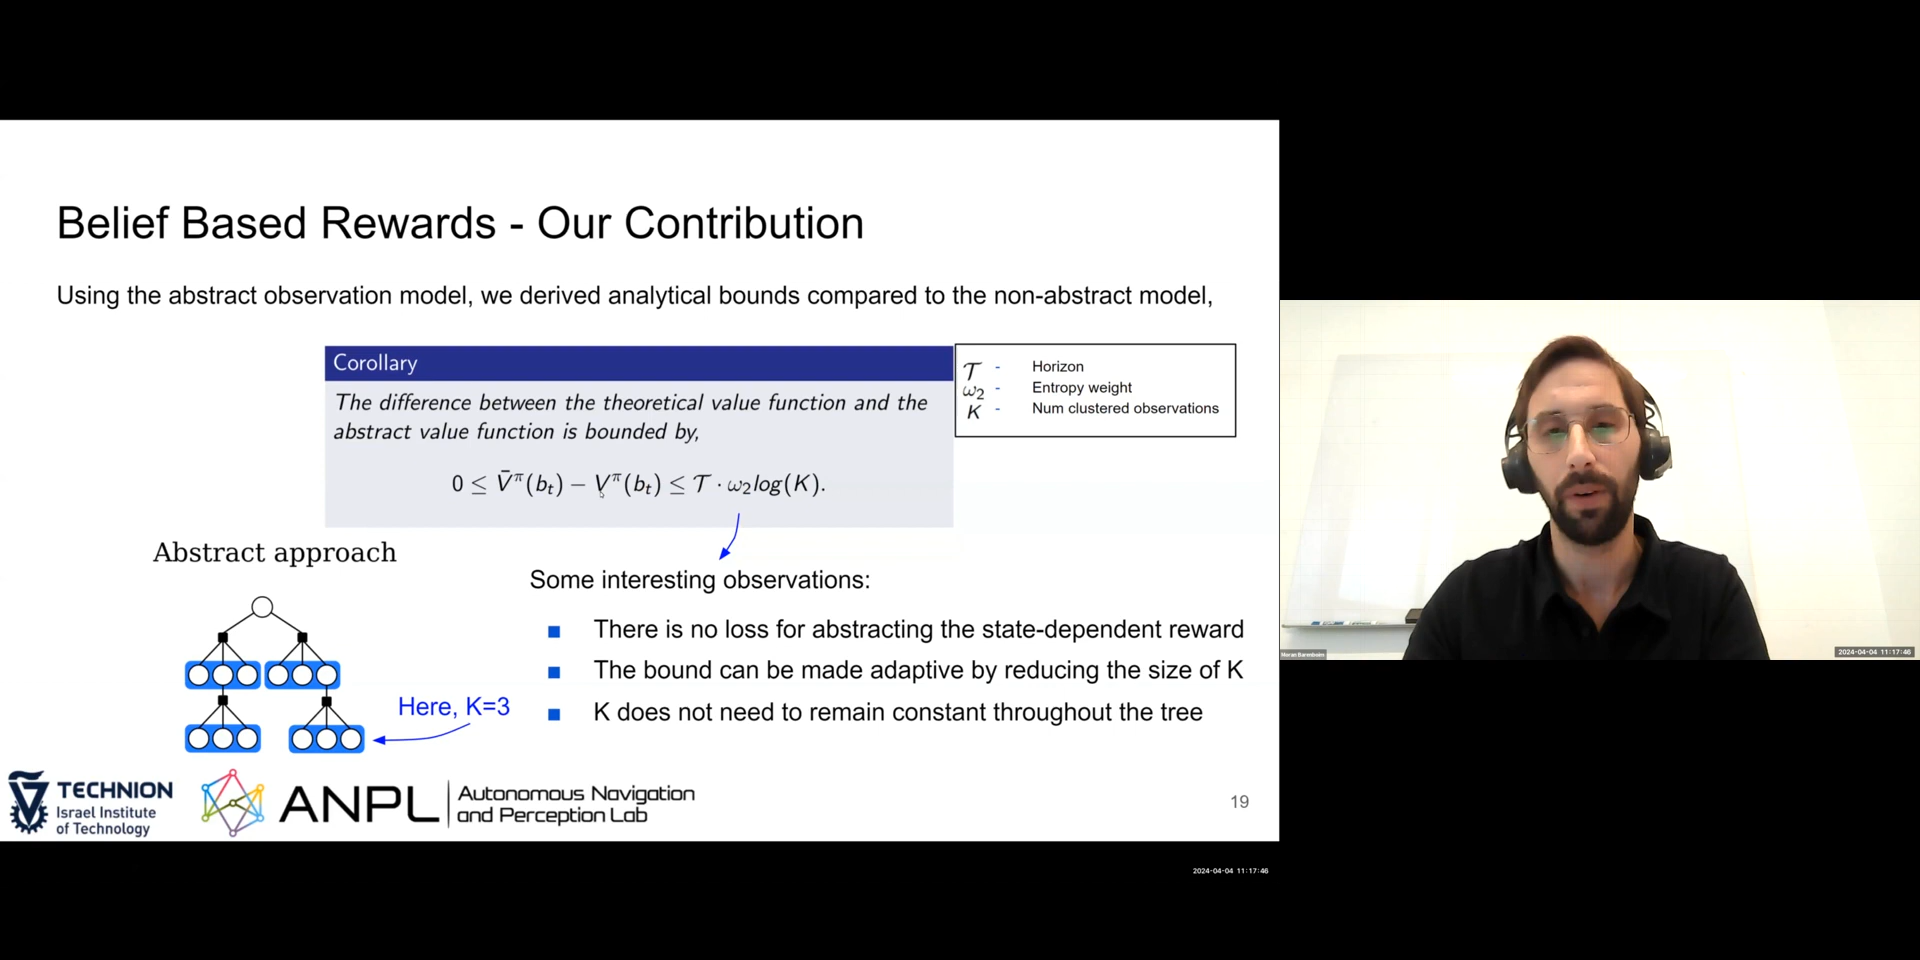 Belief Based Rewards - Our Contribution
Using the abstract observation model, we derived analytical bounds compared to the non-abstract model,
Corollary
The difference between the theoretical value function and the
abstract value function is bounded by,
0 ≤ V̄^π(b_t) − V^π(b_t) ≤ 𝒯 · ω₂log(K).
𝒯 - Horizon
ω₂ - Entropy weight
K - Num clustered observations
Abstract approach
Here, K=3
Some interesting observations:
■ There is no loss for abstracting the state-dependent reward
■ The bound can be made adaptive by reducing the size of K
■ K does not need to remain constant throughout the tree
TECHNION
Israel Institute
of Technology
ANPL
Autonomous Navigation
and Perception Lab
19
2024-04-04 11:17:46
Moran Barenboim
2024-04-04 11:17:46